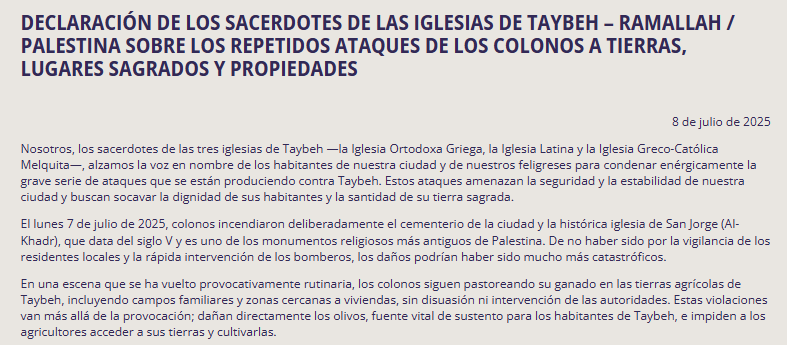 DECLARACIÓN DE LOS SACERDOTES DE LAS IGLESIAS DE TAYBEH – RAMALLAH /
PALESTINA SOBRE LOS REPETIDOS ATAQUES DE LOS COLONOS A TIERRAS,
LUGARES SAGRADOS Y PROPIEDADES
8 de julio de 2025
Nosotros, los sacerdotes de las tres iglesias de Taybeh —la Iglesia Ortodoxa Griega, la Iglesia Latina y la Iglesia Greco-Católica
Melquita—, alzamos la voz en nombre de los habitantes de nuestra ciudad y de nuestros feligreses para condenar enérgicamente la
grave serie de ataques que se están produciendo contra Taybeh. Estos ataques amenazan la seguridad y la estabilidad de nuestra
ciudad y buscan socavar la dignidad de sus habitantes y la santidad de su tierra sagrada.
El lunes 7 de julio de 2025, colonos incendiaron deliberadamente el cementerio de la ciudad y la histórica iglesia de San Jorge (Al-
Khadr), que data del siglo V y es uno de los monumentos religiosos más antiguos de Palestina. De no haber sido por la vigilancia de los
residentes locales y la rápida intervención de los bomberos, los daños podrían haber sido mucho más catastróficos.
En una escena que se ha vuelto provocativamente rutinaria, los colonos siguen pastoreando su ganado en las tierras agrícolas de
Taybeh, incluyendo campos familiares y zonas cercanas a viviendas, sin disuasión ni intervención de las autoridades. Estas violaciones
van más allá de la provocación; dañan directamente los olivos, fuente vital de sustento para los habitantes de Taybeh, e impiden a los
agricultores acceder a sus tierras y cultivarlas.